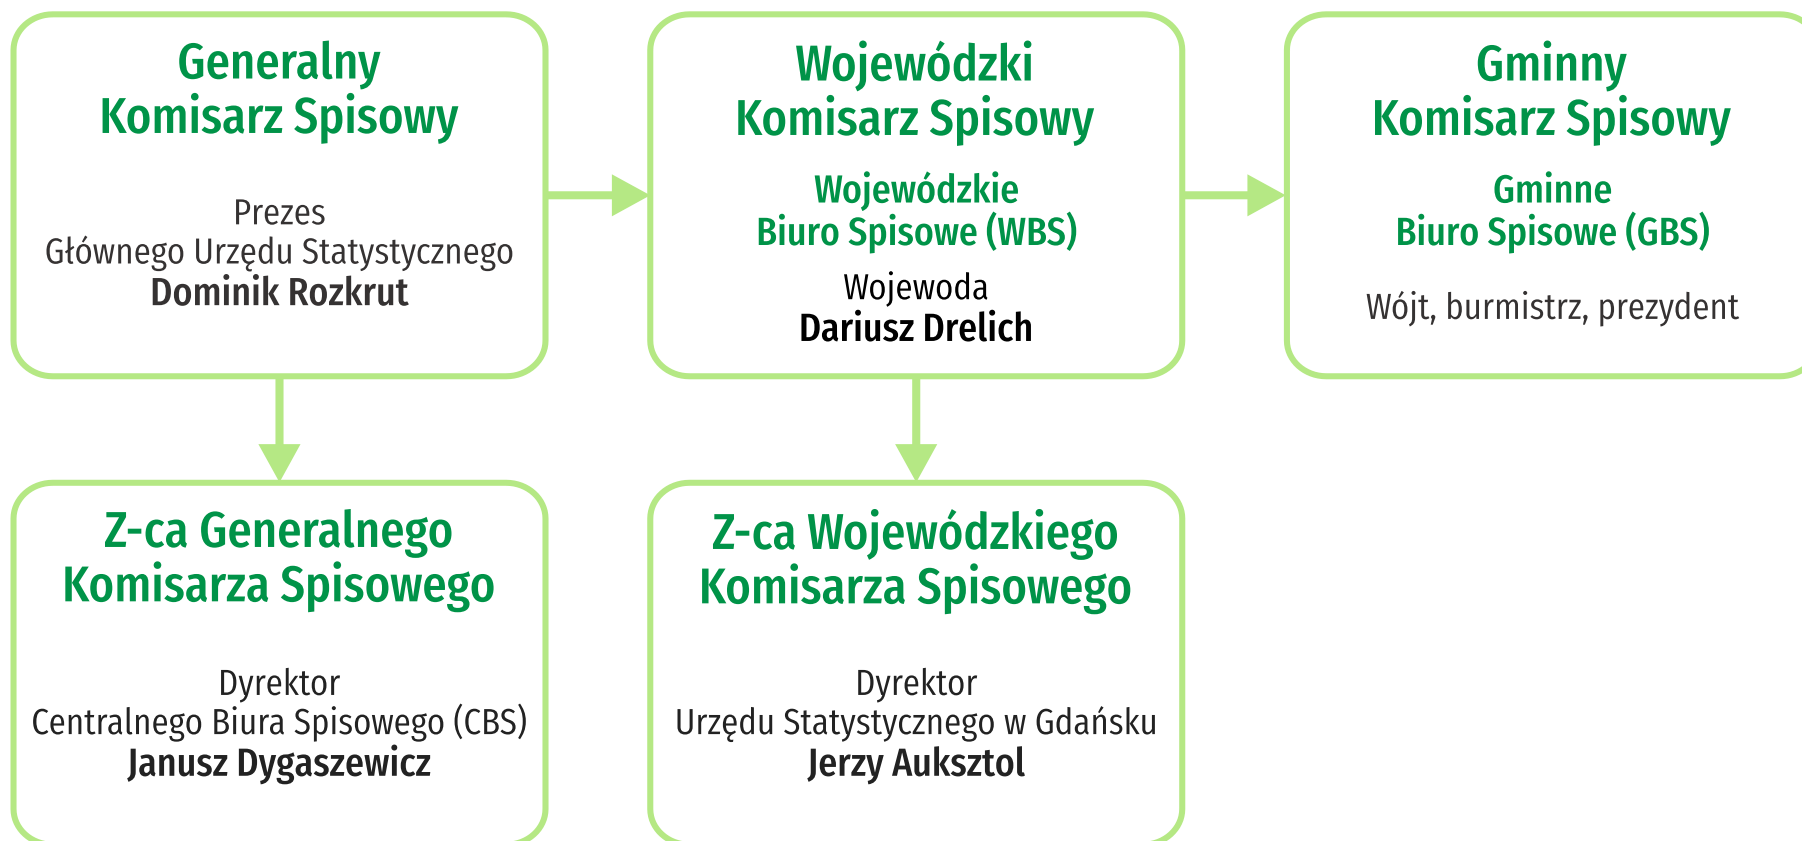 Generalny
Komisarz Spisowy
Prezes
Głównego Urzędu Statystycznego
Dominik Rozkrut
Wojewódzki
Komisarz Spisowy
Wojewódzkie
Biuro Spisowe (WBS)
Wojewoda
Dariusz Drelich
Gminny
Komisarz Spisowy
Gminne
Biuro Spisowe (GBS)
Wójt, burmistrz, prezydent
Z-ca Generalnego
Komisarza Spisowego
Dyrektor
Centralnego Biura Spisowego (CBS)
Janusz Dygaszewicz
Z-ca Wojewódzkiego
Komisarza Spisowego
Dyrektor
Urzędu Statystycznego w Gdańsku
Jerzy Auksztol